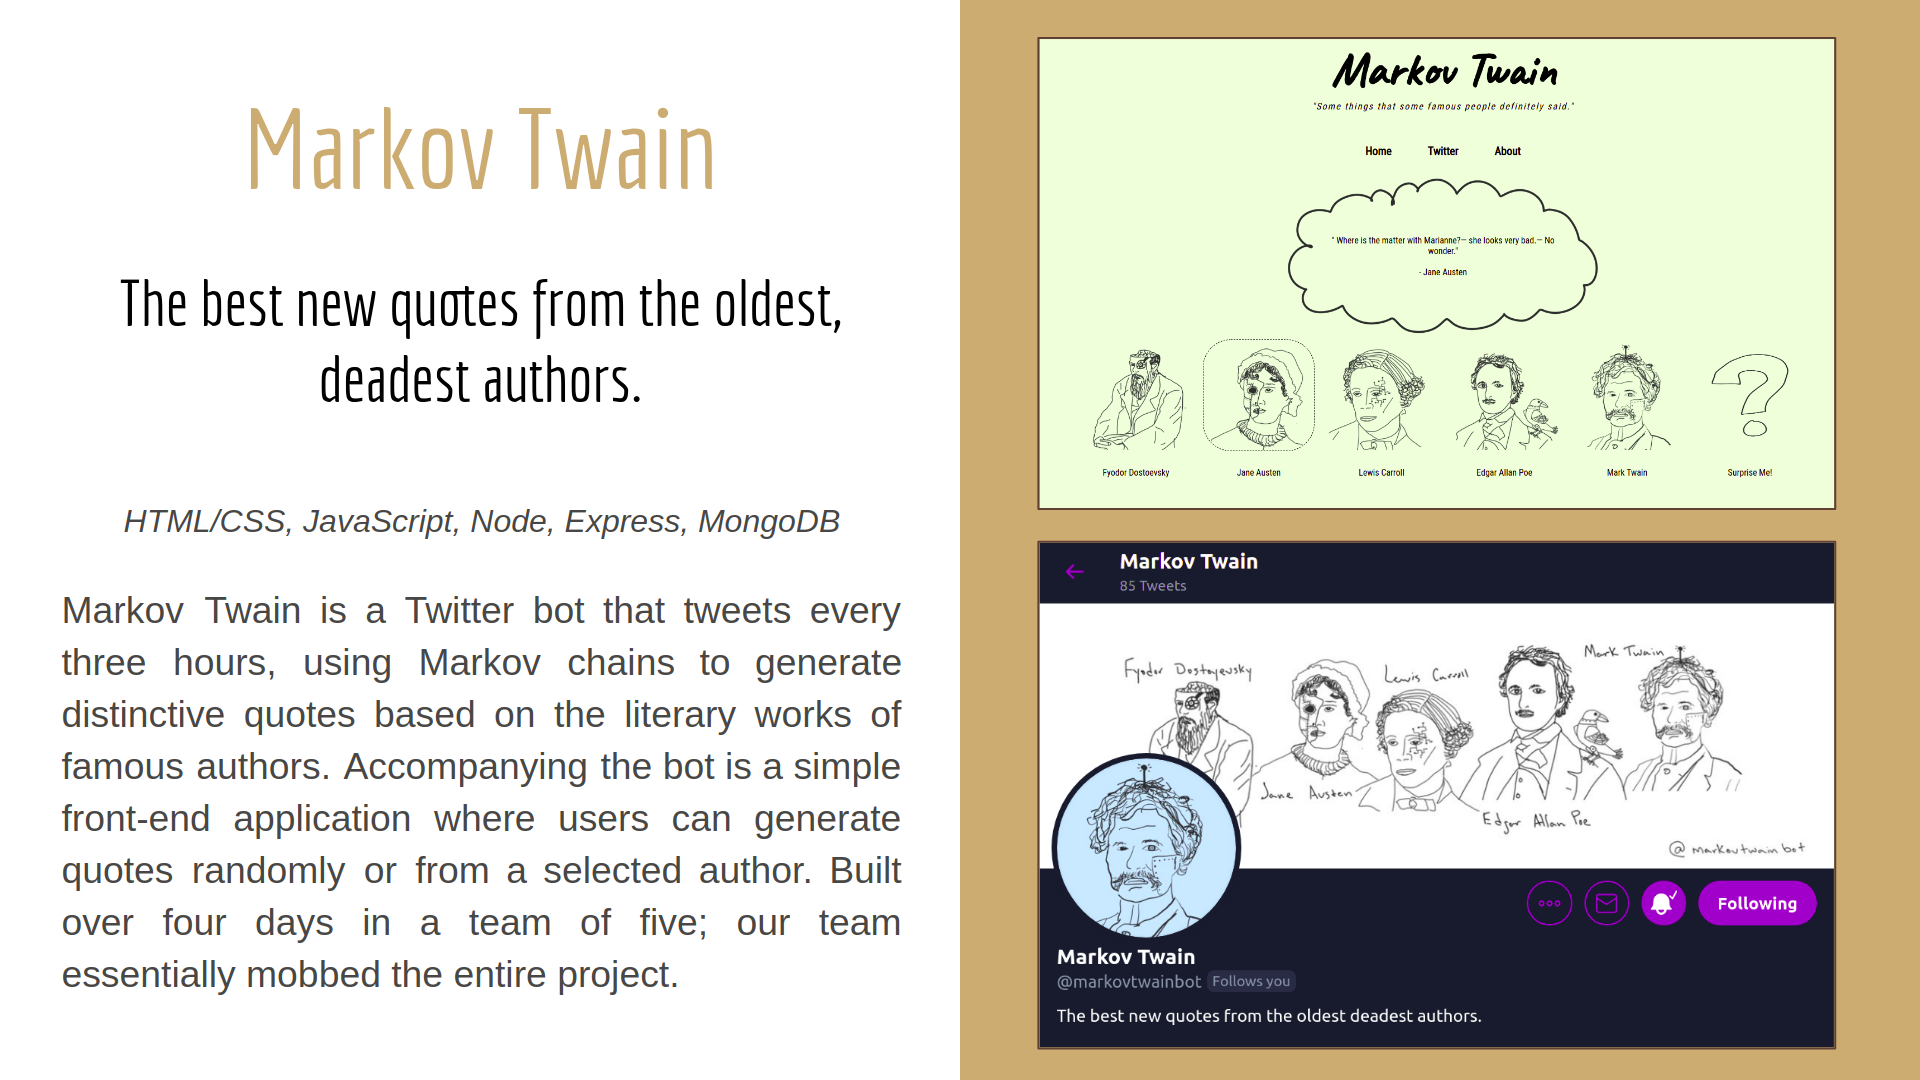 Markov Twain
The best new quotes from the oldest,
deadest authors.
HTML/CSS, JavaScript, Node, Express, MongoDB
Markov Twain is a Twitter bot that tweets every
three hours, using Markov chains to generate
distinctive quotes based on the literary works of
famous authors. Accompanying the bot is a simple
front-end application where users can generate
quotes randomly or from a selected author. Built
over four days in a team of five; our team
essentially mobbed the entire project.
Markov Twain
"Some things that some famous people definitely said."
Home Twitter About
" Where is the matter with Marianne?— she looks very bad.— No
wonder."
- Jane Austen
Fyodor Dostoevsky Jane Austen Lewis Carroll Edgar Allan Poe Mark Twain Surprise Me!
Markov Twain
85 Tweets
Fyodor Dostoyevsky
Lewis Carroll
Mark Twain
Jane Austen
Edgar Allan Poe
@markovtwainbot
Following
Markov Twain
@markovtwainbot Follows you
The best new quotes from the oldest deadest authors.